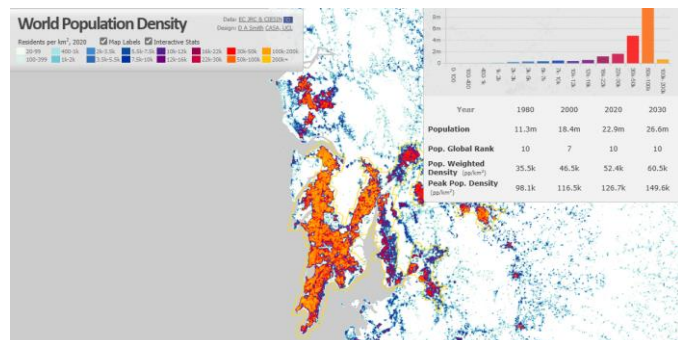 World Population Density
Data: EC JRC & CIESIN
Design: D A Smith CASA, UCL
Residents per km², 2020 Map Labels Interactive Stats
20-99 400-1k 2k-3.5k 5.5k-7.5k 10k-12k 16k-22k 30k-50k 100k-200k
100-399 1k-2k 3.5k-5.5k 7.5k-10k 12k-16k 22k-30k 50k-100k 200k+
8m
6m
4m
2m
0
Year 1980 2000 2020 2030
Population 11.3m 18.4m 22.9m 26.6m
Pop. Global Rank 10 7 10 10
Pop. Weighted
Density (pp/km²) 35.5k 46.5k 52.4k 60.5k
Peak Pop. Density
(pp/km²) 98.1k 116.5k 126.7k 149.6k